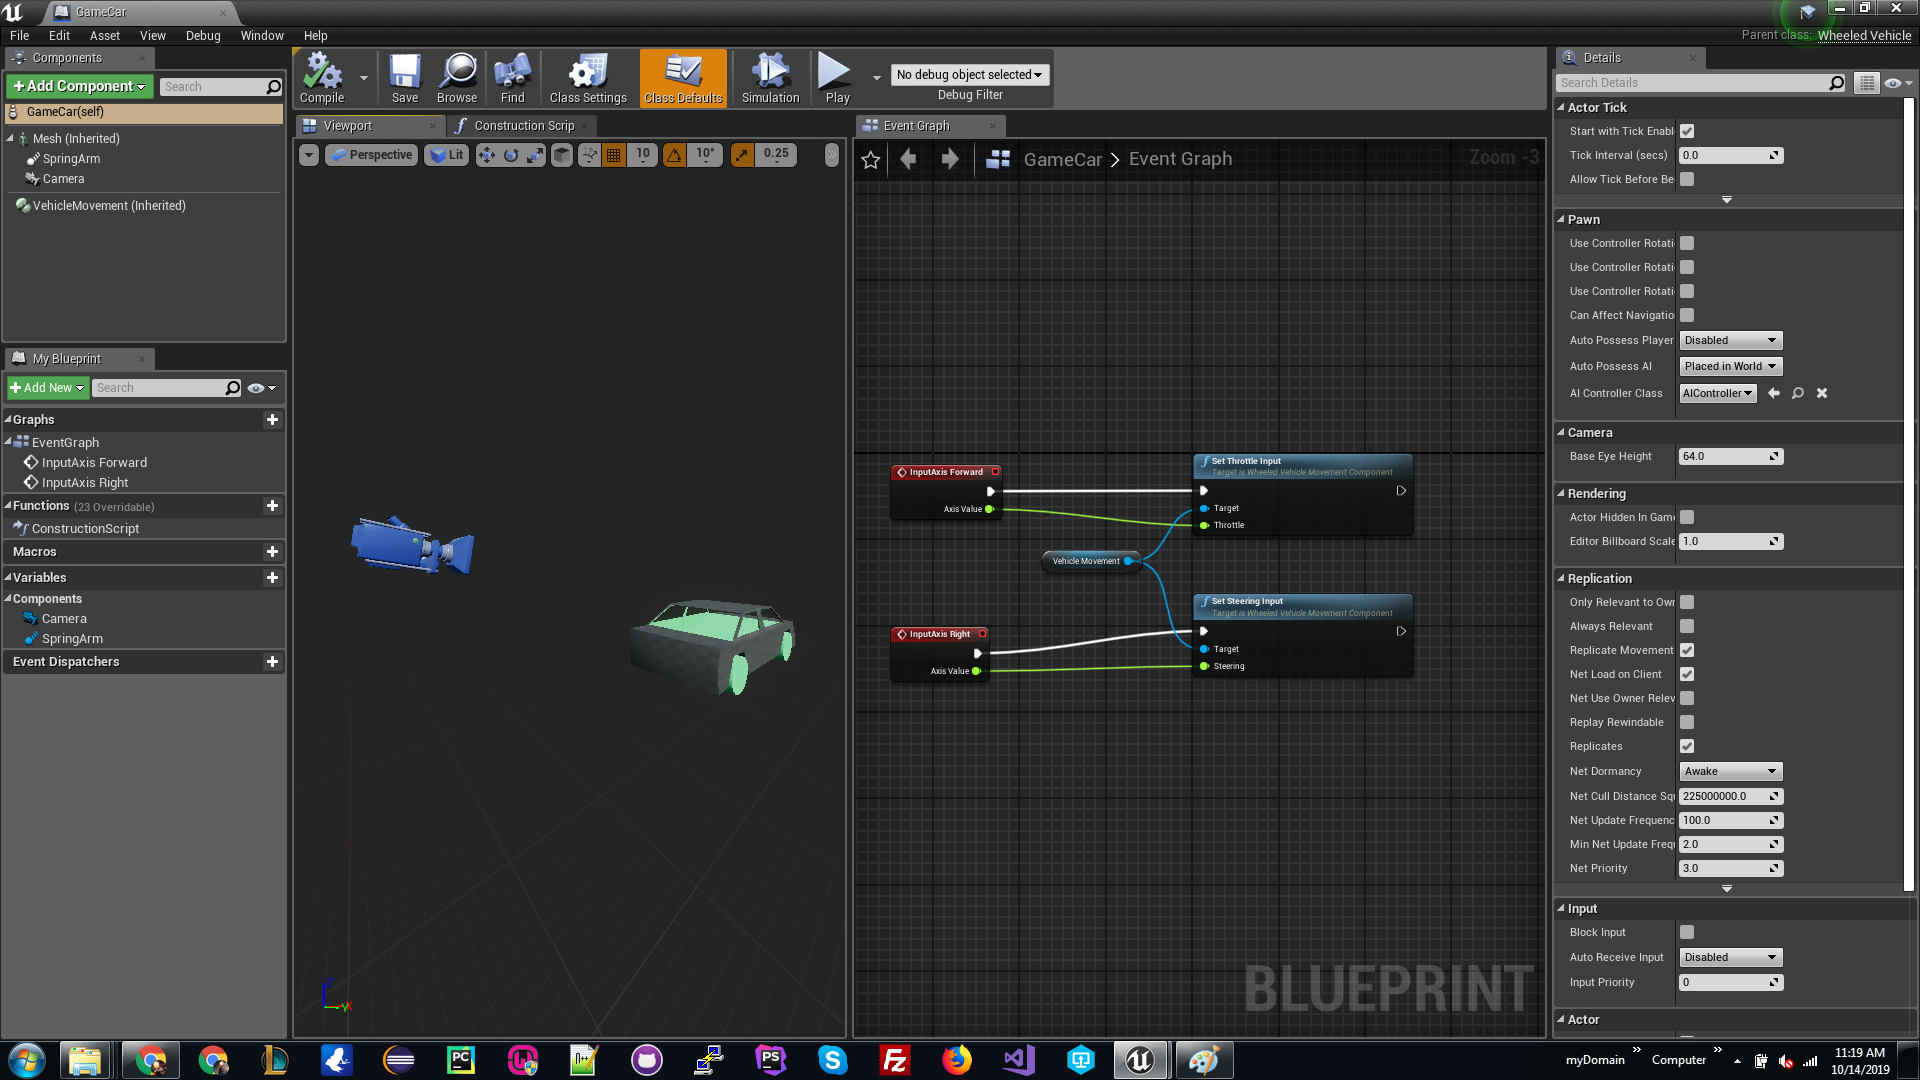 GameCar
File Edit Asset View Debug Window Help
Parent class: Wheeled Vehicle
Components
Add Component
Search
GameCar(self)
Mesh (Inherited)
SpringArm
Camera
VehicleMovement (Inherited)
My Blueprint
Add New
Search
Graphs
EventGraph
InputAxis Forward
InputAxis Right
Functions (23 Overridable)
ConstructionScript
Macros
Variables
Components
Camera
SpringArm
Event Dispatchers
Compile
Save
Browse
Find
Class Settings
Class Defaults
Simulation
Play
No debug object selected
Debug Filter
Viewport
Construction Scrip
Perspective
Lit
10
10°
0.25
Z
Y
Event Graph
GameCar > Event Graph
Zoom -3
InputAxis Forward
Axis Value
Set Throttle Input
Target is Wheeled Vehicle Movement Component
Target
Throttle
Vehicle Movement
InputAxis Right
Axis Value
Set Steering Input
Target is Wheeled Vehicle Movement Component
Target
Steering
BLUEPRINT
Details
Search Details
Actor Tick
Start with Tick Enabl
Tick Interval (secs) 0.0
Allow Tick Before Be
Pawn
Use Controller Rotati
Use Controller Rotati
Use Controller Rotati
Can Affect Navigatio
Auto Possess Player Disabled
Auto Possess AI Placed in World
AI Controller Class AIController
Camera
Base Eye Height 64.0
Rendering
Actor Hidden In Game
Editor Billboard Scale 1.0
Replication
Only Relevant to Own
Always Relevant
Replicate Movement
Net Load on Client
Net Use Owner Relev
Replay Rewindable
Replicates
Net Dormancy Awake
Net Cull Distance Squ 225000000.0
Net Update Frequenc 100.0
Min Net Update Frequ 2.0
Net Priority 3.0
Input
Block Input
Auto Receive Input Disabled
Input Priority 0
Actor
myDomain
Computer
11:19 AM
10/14/2019